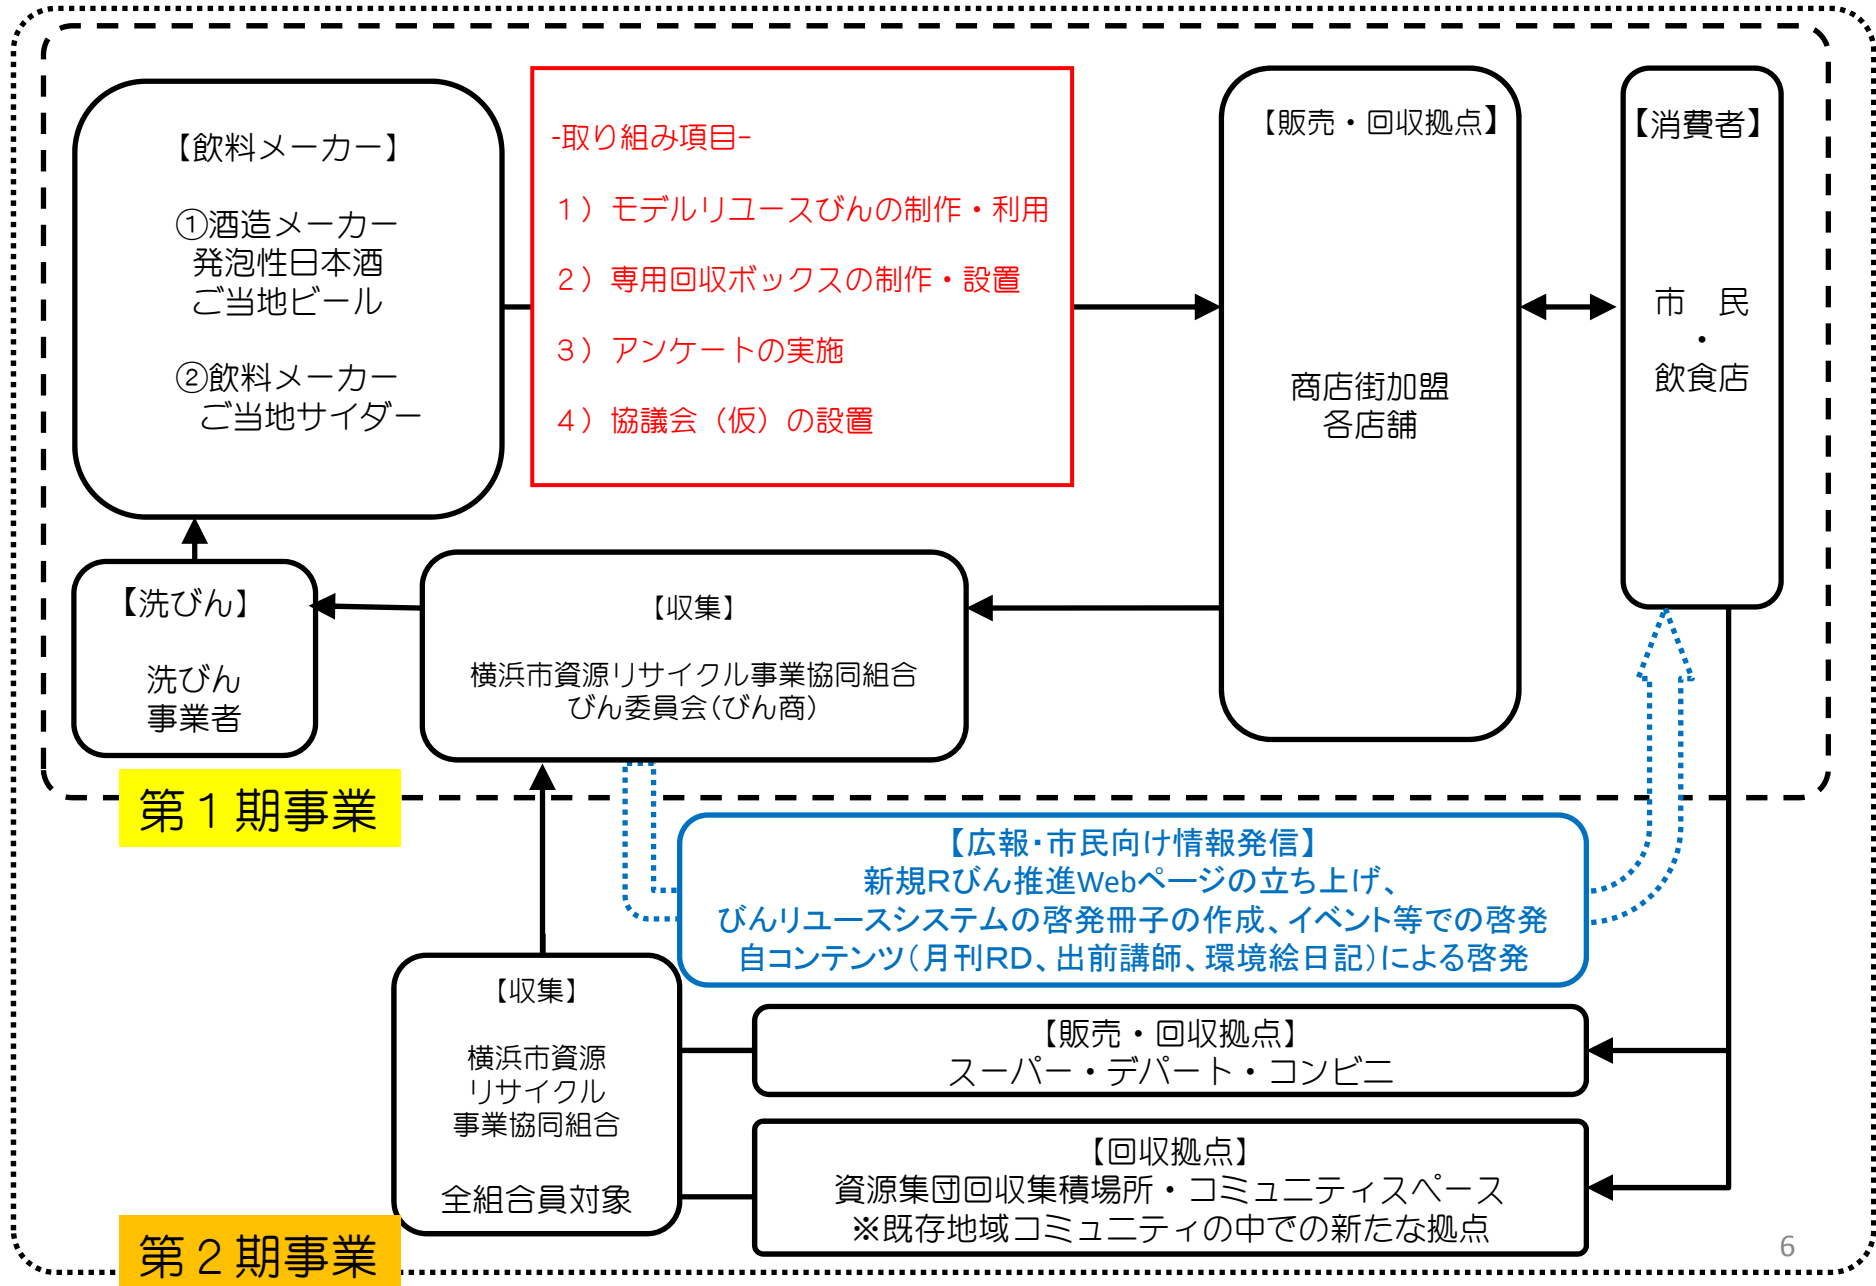 【飲料メーカー】
①酒造メーカー
発泡性日本酒
ご当地ビール
②飲料メーカー
ご当地サイダー
-取り組み項目-
１）モデルリユースびんの制作・利用
２）専用回収ボックスの制作・設置
３）アンケートの実施
４）協議会（仮）の設置
【販売・回収拠点】
商店街加盟
各店舗
【消費者】
市　民
・
飲食店
【洗びん】
洗びん
事業者
【収集】
横浜市資源リサイクル事業協同組合
びん委員会(びん商)
第１期事業
【広報・市民向け情報発信】
新規Rびん推進Webページの立ち上げ、
びんリユースシステムの啓発冊子の作成、イベント等での啓発
自コンテンツ(月刊RD、出前講師、環境絵日記)による啓発
【収集】
横浜市資源
リサイクル
事業協同組合
全組合員対象
【販売・回収拠点】
スーパー・デパート・コンビニ
【回収拠点】
資源集団回収集積場所・コミュニティスペース
※既存地域コミュニティの中での新たな拠点
第２期事業
6